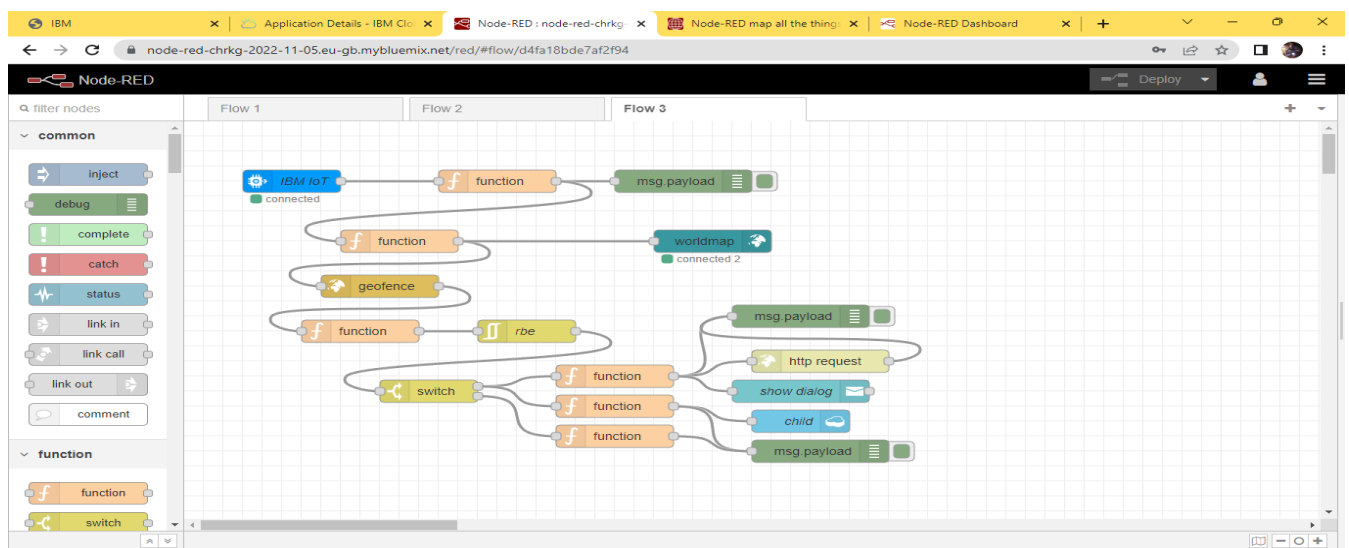 IBM
Application Details - IBM Clo
Node-RED : node-red-chrkg-
Node-RED map all the thing
Node-RED Dashboard
node-red-chrkg-2022-11-05.eu-gb.mybluemix.net/red/#flow/d4fa18bde7af2f94
Node-RED
Deploy
filter nodes
Flow 1
Flow 2
Flow 3
common
inject
debug
complete
catch
status
link in
link call
link out
comment
function
function
switch
IBM IoT
connected
function
msg.payload
function
worldmap
connected 2
geofence
function
rbe
msg.payload
http request
switch
function
show dialog
function
child
function
msg.payload